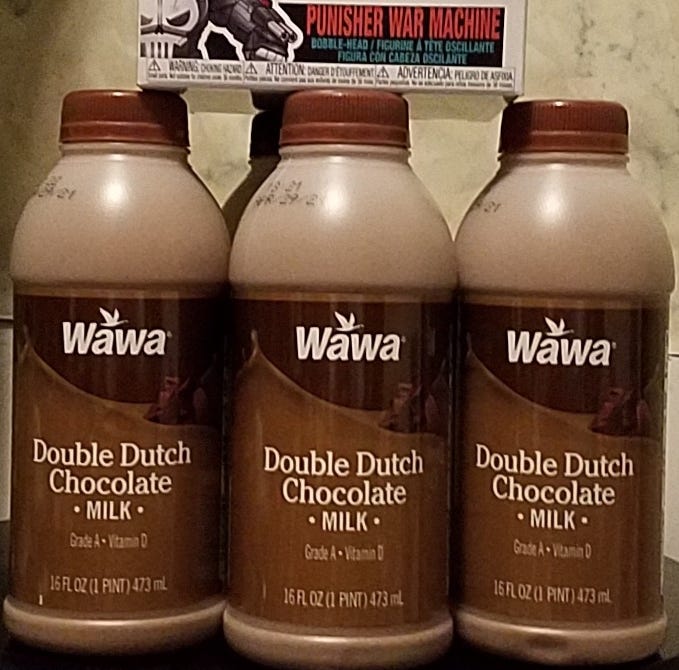 PUNISHER WAR MACHINE
BOBBLE-HEAD / FIGURINE À TÊTE OSCILLANTE
FIGURA CON CABEZA OSCILANTE
WARNING: CHOKING HAZARD
ATTENTION: DANGER D'ÉTOUFFEMENT
ADVERTENCIA: PELIGRO DE ASFIXIA
Wawa
Double Dutch
Chocolate
• MILK •
Grade A • Vitamin D
16 FL OZ (1 PINT) 473 mL
Wawa
Double Dutch
Chocolate
• MILK •
Grade A • Vitamin D
16 FL OZ (1 PINT) 473 mL
Wawa
Double Dutch
Chocolate
• MILK •
Grade A • Vitamin D
16 FL OZ (1 PINT) 473 mL